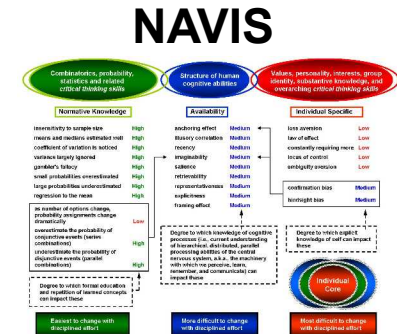 NAVIS
Combinatorics, probability,
statistics and related
critical thinking skills
Structure of human
cognitive abilities
Values, personality, interests, group
identity, substantive knowledge, and
overarching critical thinking skills
Normative Knowledge
Availability
Individual Specific
insensitivity to sample size High
means and medians estimated well High
coefficient of variation is noticed High
variance largely ignored High
gambler's fallacy High
small probabilities overestimated High
large probabilities underestimated High
regression to the mean High
as number of options change,
probability assignments change
dramatically Low
overestimate the probability of
conjunctive events (series
combinations) High
underestimate the probability of
disjunctive events (parallel
combinations) High
Degree to which formal education
and repetition of learned concepts
can impact these
Easiest to change with
disciplined effort
anchoring effect Medium
illusory correlation Medium
recency Medium
imaginability Medium
salience Medium
retrievability Medium
representativeness Medium
explicitness Medium
framing effect Medium
Degree to which knowledge of cognitive
processes (i.e., current understanding
of hierarchical, distributed, parallel
processing abilities of the central
nervous system, a.k.a., the machinery
with which we perceive, learn,
remember, and communicate) can
impact these
More difficult to change
with disciplined effort
loss aversion Low
law of effect Low
constantly requiring more Low
locus of control Low
ambiguity aversion Low
confirmation bias Medium
hindsight bias Medium
Degree to which explicit
knowledge of self can impact
these
Individual
Core
Most difficult to change
with disciplined effort